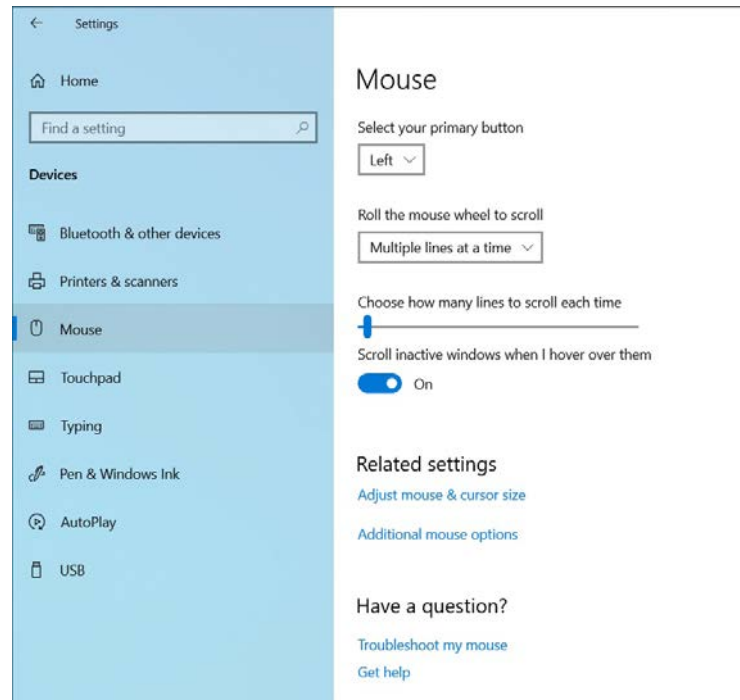 Settings
Home
Find a setting
Devices
Bluetooth & other devices
Printers & scanners
Mouse
Touchpad
Typing
Pen & Windows Ink
AutoPlay
USB
Mouse
Select your primary button
Left
Roll the mouse wheel to scroll
Multiple lines at a time
Choose how many lines to scroll each time
Scroll inactive windows when I hover over them
On
Related settings
Adjust mouse & cursor size
Additional mouse options
Have a question?
Troubleshoot my mouse
Get help